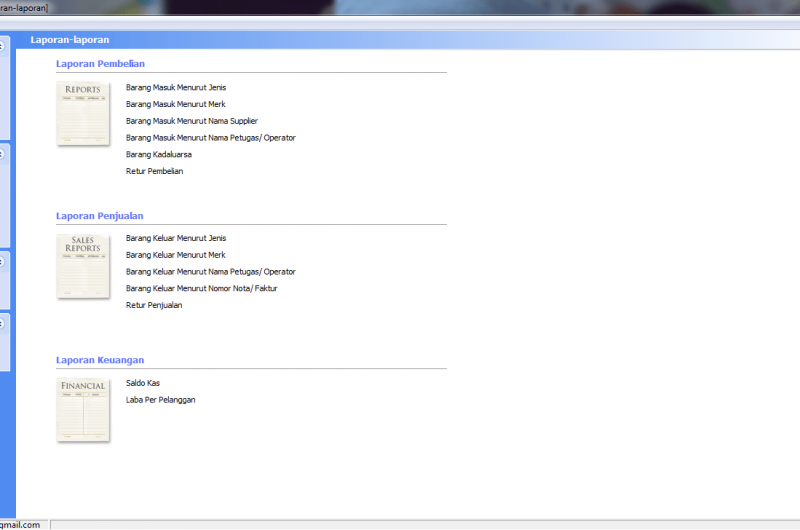 ran-laporan]
Laporan-laporan
Laporan Pembelian
REPORTS
Barang Masuk Menurut Jenis
Barang Masuk Menurut Merk
Barang Masuk Menurut Nama Supplier
Barang Masuk Menurut Nama Petugas/ Operator
Barang Kadaluarsa
Retur Pembelian
Laporan Penjualan
SALES
REPORTS
Barang Keluar Menurut Jenis
Barang Keluar Menurut Merk
Barang Keluar Menurut Nama Petugas/ Operator
Barang Keluar Menurut Nomor Nota/ Faktur
Retur Penjualan
Laporan Keuangan
FINANCIAL
Saldo Kas
Laba Per Pelanggan
gmail.com